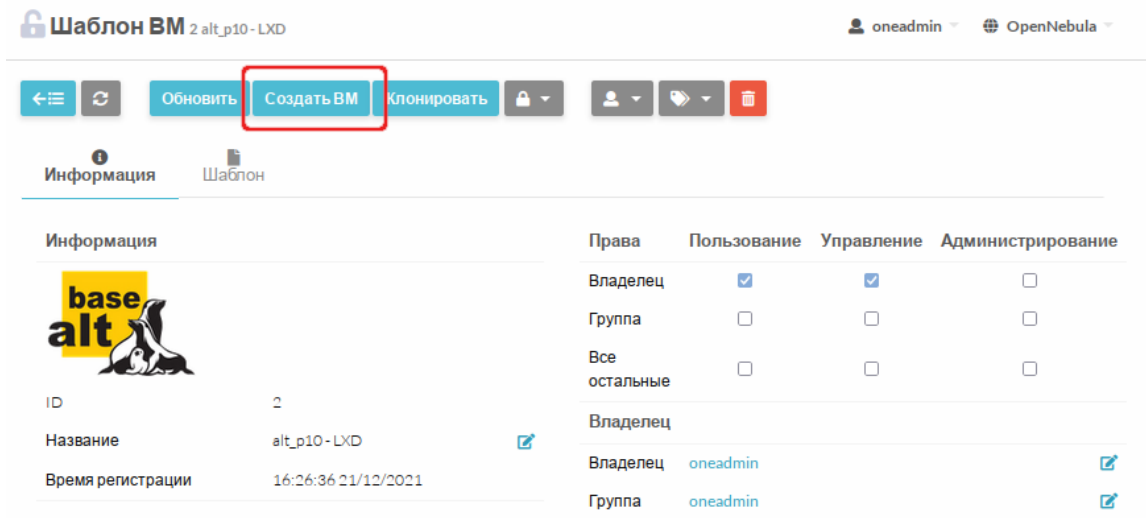 Шаблон ВМ 2 alt_p10 - LXD
oneadmin
OpenNebula
Обновить
Создать ВМ
Клонировать
Информация
Шаблон
Информация
base
alt
ID 2
Название alt_p10 - LXD
Время регистрации 16:26:36 21/12/2021
Права Пользование Управление Администрирование
Владелец
Группа
Все
остальные
Владелец
Владелец oneadmin
Группа oneadmin